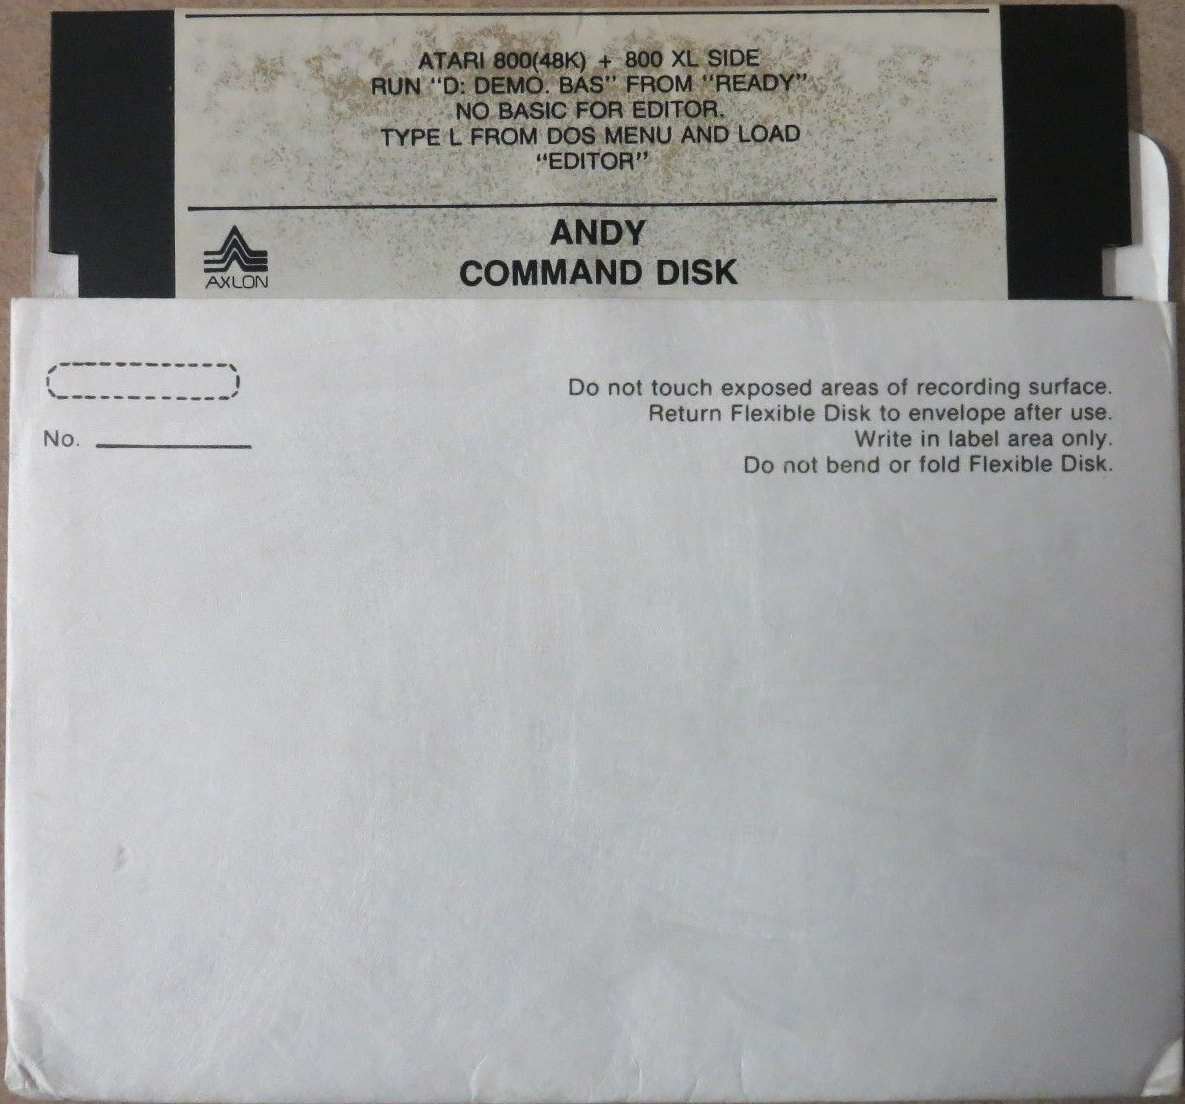 ATARI 800(48K) + 800 XL SIDE
RUN "D: DEMO. BAS" FROM "READY"
NO BASIC FOR EDITOR.
TYPE L FROM DOS MENU AND LOAD
"EDITOR"
ANDY
COMMAND DISK
AXLON
Do not touch exposed areas of recording surface.
Return Flexible Disk to envelope after use.
Write in label area only.
Do not bend or fold Flexible Disk.
No.